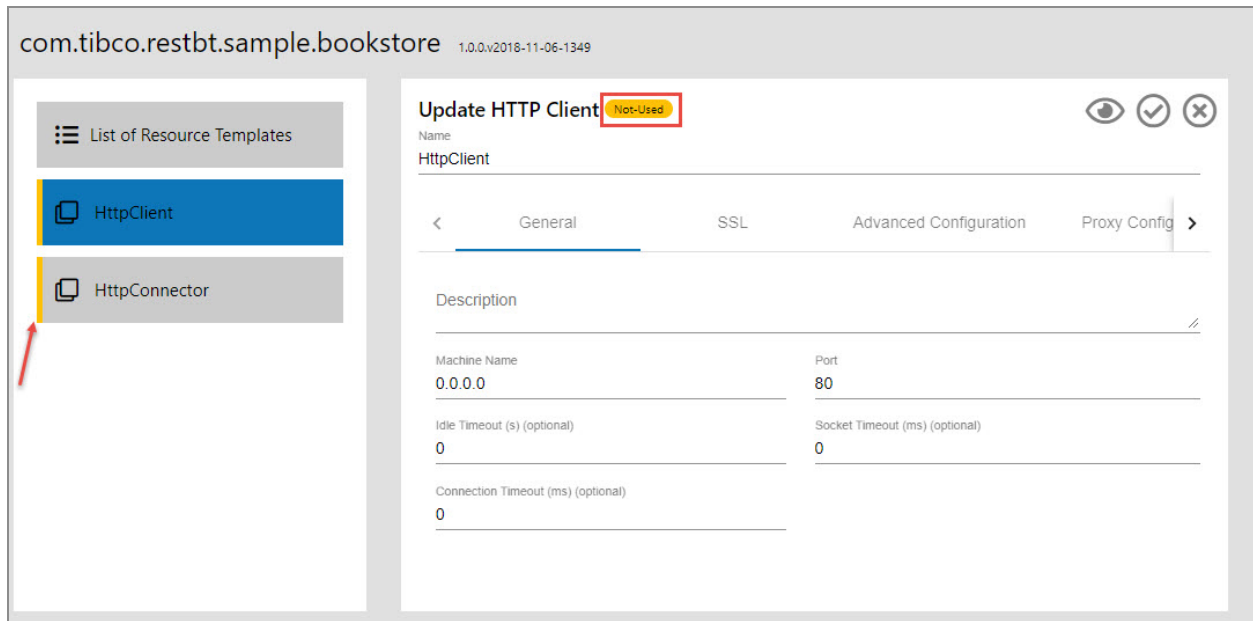 com.tibco.restbt.sample.bookstore 1.0.0.v2018-11-06-1349
List of Resource Templates
HttpClient
HttpConnector
Update HTTP Client Not-Used
Name
HttpClient
General SSL Advanced Configuration Proxy Config
Description
Machine Name Port
0.0.0.0 80
Idle Timeout (s) (optional) Socket Timeout (ms) (optional)
0 0
Connection Timeout (ms) (optional)
0